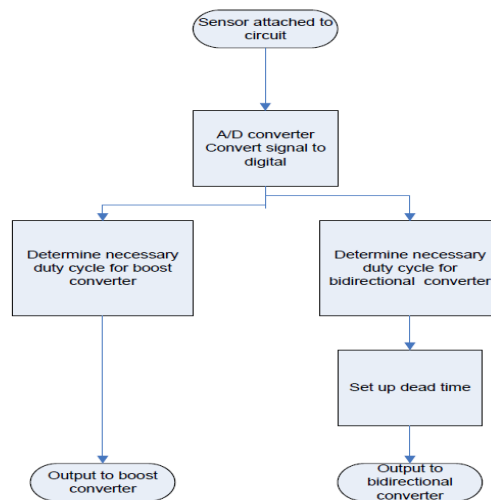 Sensor attached to
circuit
A/D converter
Convert signal to
digital
Determine necessary
duty cycle for boost
converter
Determine necessary
duty cycle for
bidirectional converter
Set up dead time
Output to boost
converter
Output to
bidirectional
converter